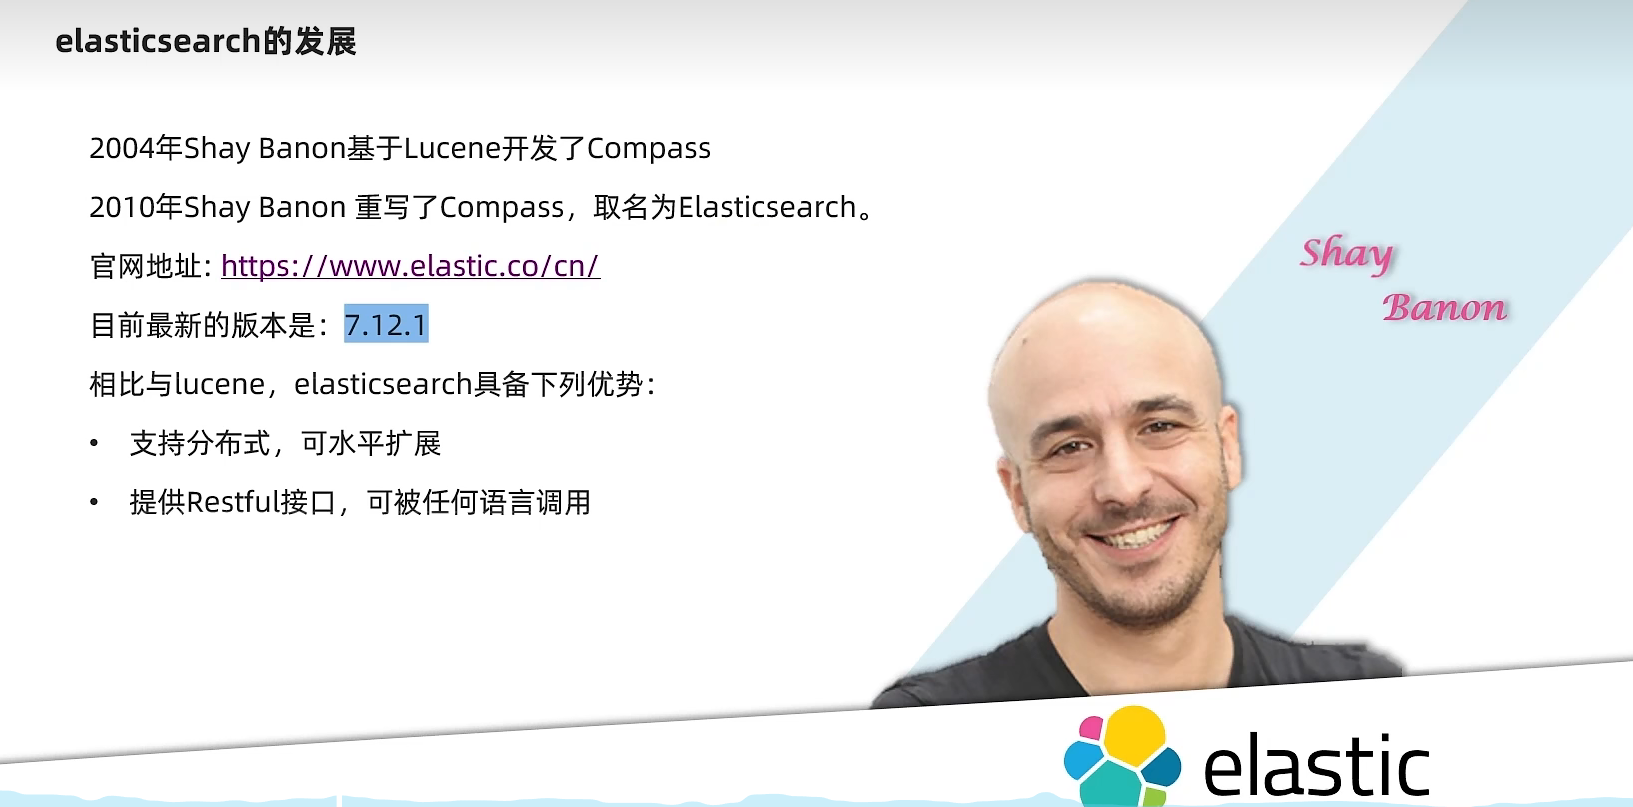 elasticsearch的发展
2004年Shay Banon基于Lucene开发了Compass
2010年Shay Banon 重写了Compass，取名为Elasticsearch。
官网地址: https://www.elastic.co/cn/
目前最新的版本是：7.12.1
相比与lucene，elasticsearch具备下列优势：
• 支持分布式，可水平扩展
• 提供Restful接口，可被任何语言调用
Shay
Banon
elastic